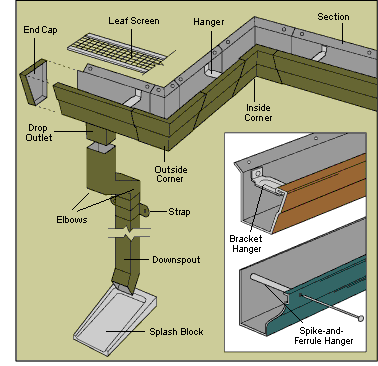 Leaf Screen
Hanger
Section
End Cap
Drop
Outlet
Inside
Corner
Outside
Corner
Elbows
Strap
Downspout
Splash Block
Bracket
Hanger
Spike-and-
Ferrule Hanger